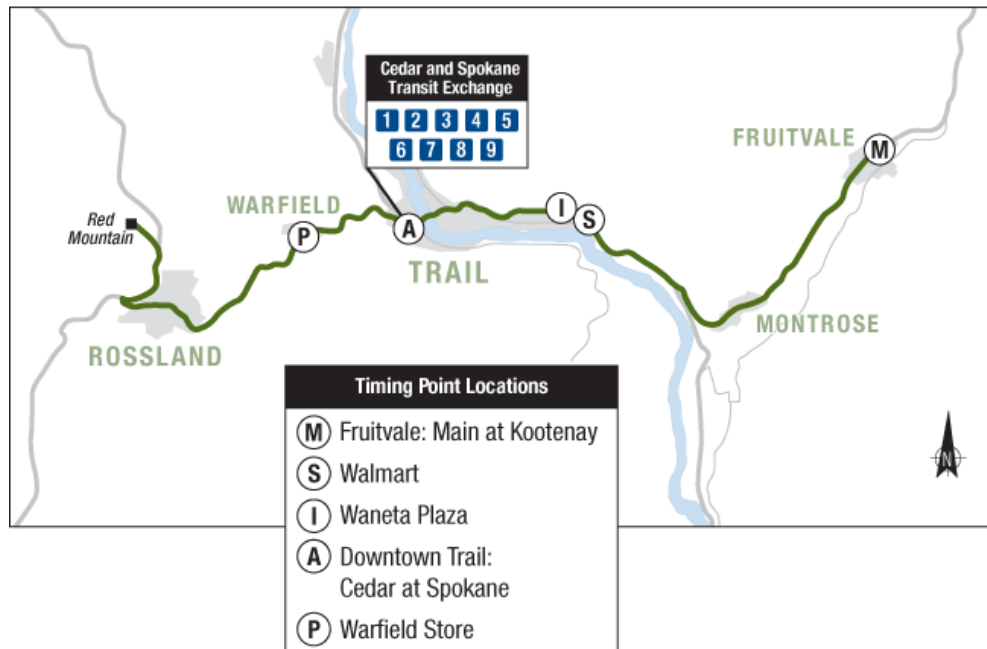 Cedar and Spokane
Transit Exchange
1 2 3 4 5
6 7 8 9
FRUITVALE
M
WARFIELD
Red
Mountain
P
A
I
S
TRAIL
MONTROSE
ROSSLAND
Timing Point Locations
M Fruitvale: Main at Kootenay
S Walmart
I Waneta Plaza
A Downtown Trail:
Cedar at Spokane
P Warfield Store
N